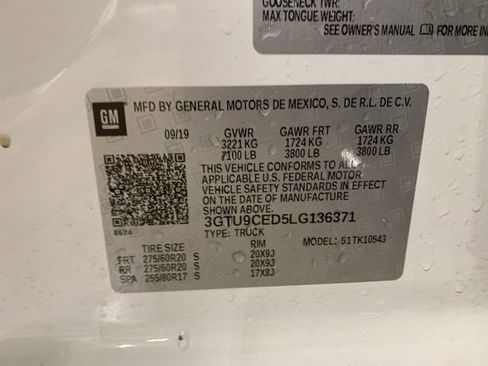 GOOSENECK TWR:
MAX TONGUE WEIGHT:
SEE OWNER'S MANUAL FOR MORE IN
GM
MFD BY GENERAL MOTORS DE MEXICO, S. DE R.L. DE C.V.
09/19 GVWR GAWR FRT GAWR RR
3221 KG 1724 KG 1724 KG
7100 LB 3800 LB 3800 LB
THIS VEHICLE CONFORMS TO ALL
APPLICABLE U.S. FEDERAL MOTOR
VEHICLE SAFETY STANDARDS IN EFFECT
ON THE DATE OF MANUFACTURE SHOWN ABOVE.
3GTU9CED5LG136371
8624 TYPE: TRUCK
TIRE SIZE RIM MODEL: 51TK10543
FRT 275/60R20 S 20X9J
RR 275/60R20 S 20X9J
SPA 255/80R17 S 17X8J